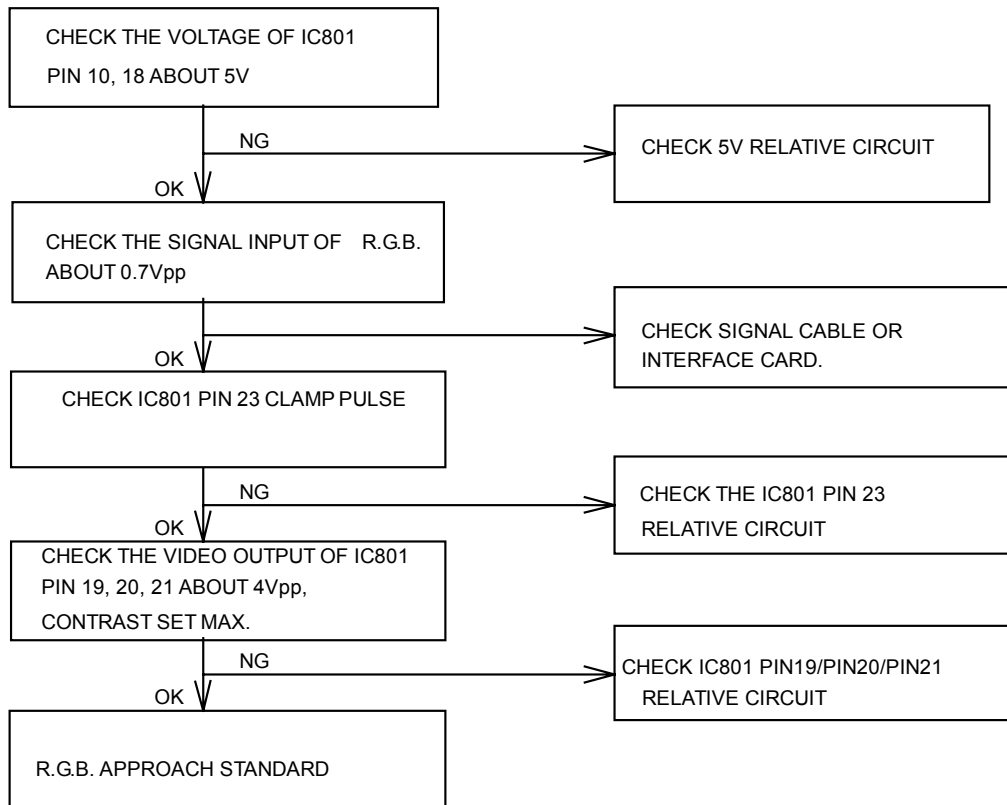 CHECK THE VOLTAGE OF IC801
PIN 10, 18 ABOUT 5V
NG
CHECK 5V RELATIVE CIRCUIT
OK
CHECK THE SIGNAL INPUT OF R.G.B.
ABOUT 0.7Vpp
CHECK SIGNAL CABLE OR
INTERFACE CARD.
OK
CHECK IC801 PIN 23 CLAMP PULSE
NG
CHECK THE IC801 PIN 23
RELATIVE CIRCUIT
OK
CHECK THE VIDEO OUTPUT OF IC801
PIN 19, 20, 21 ABOUT 4Vpp,
CONTRAST SET MAX.
NG
CHECK IC801 PIN19/PIN20/PIN21
RELATIVE CIRCUIT
OK
R.G.B. APPROACH STANDARD